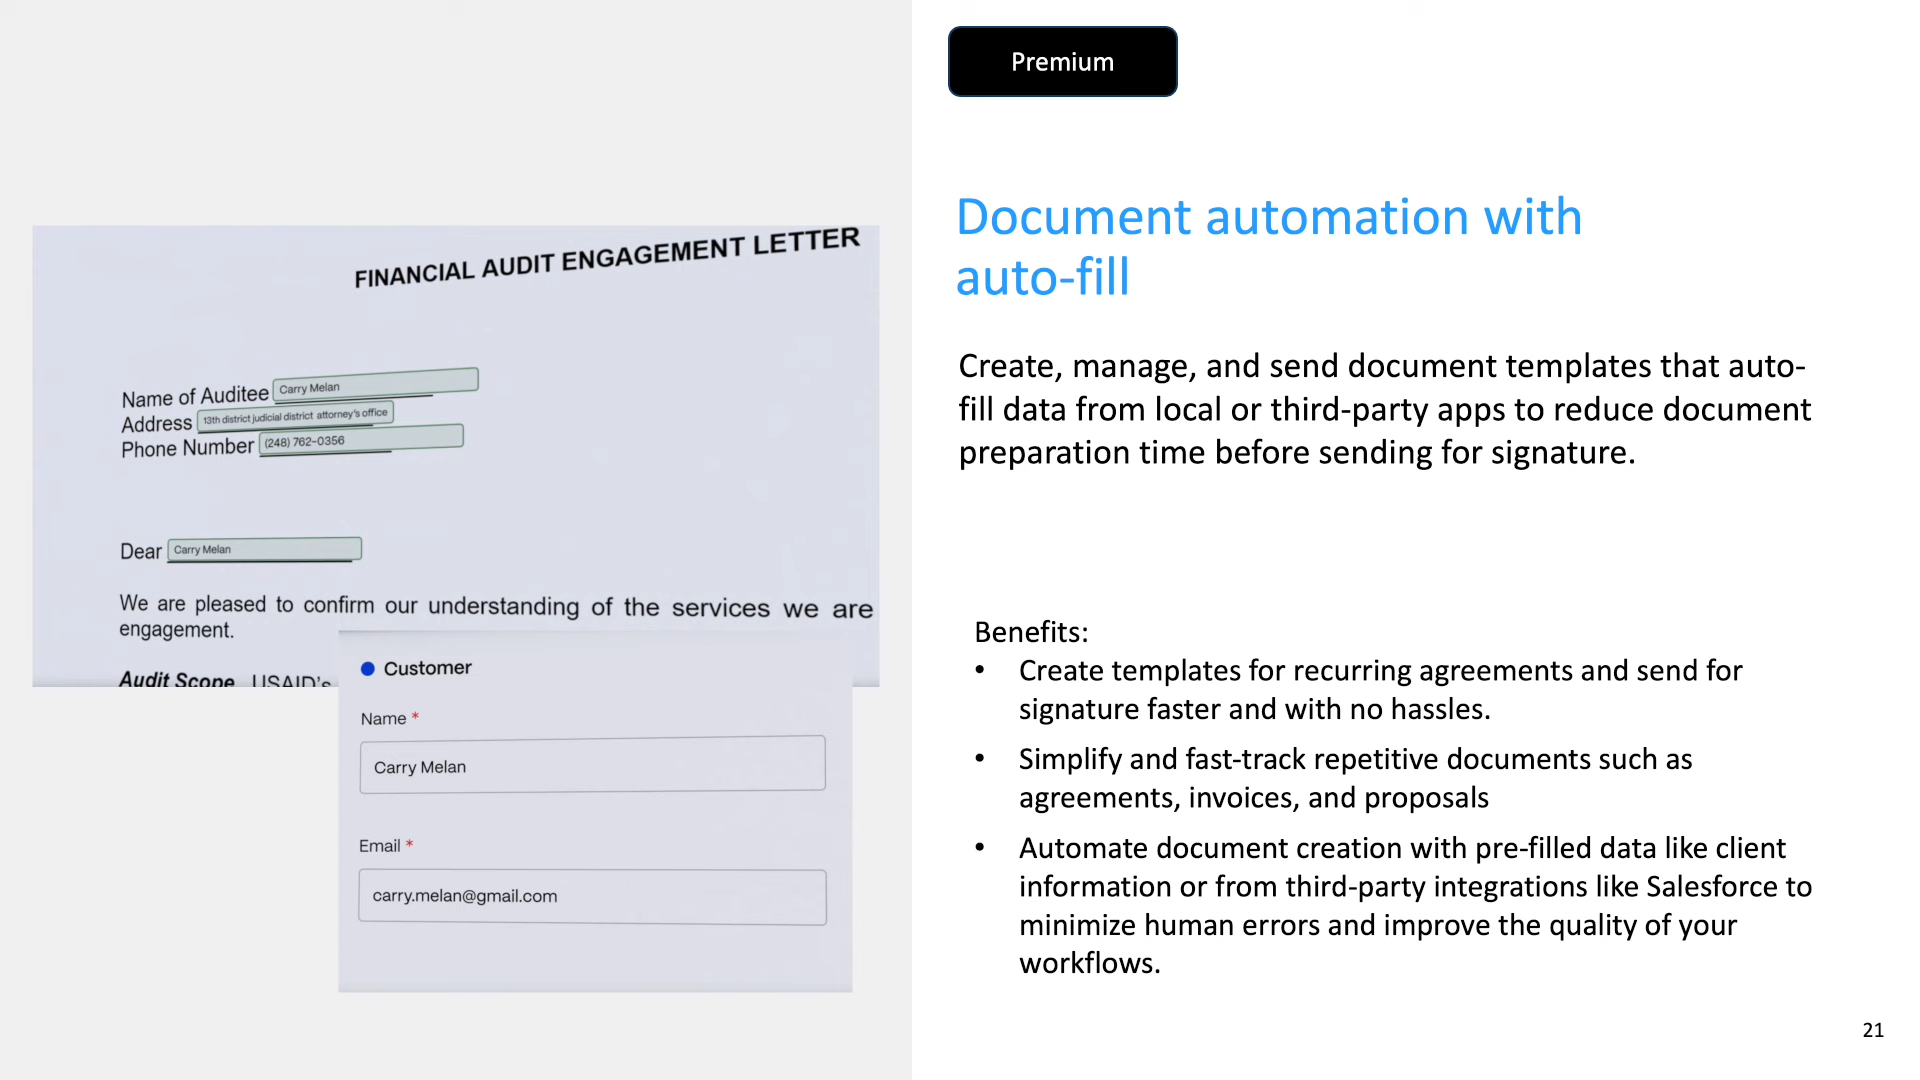 Premium
Document automation with
auto-fill
Create, manage, and send document templates that auto-
fill data from local or third-party apps to reduce document
preparation time before sending for signature.
Benefits:
• Create templates for recurring agreements and send for
signature faster and with no hassles.
• Simplify and fast-track repetitive documents such as
agreements, invoices, and proposals
• Automate document creation with pre-filled data like client
information or from third-party integrations like Salesforce to
minimize human errors and improve the quality of your
workflows.
21
FINANCIAL AUDIT ENGAGEMENT LETTER
Name of Auditee Carry Melan
Address 13th district judicial district attorney's office
Phone Number (248) 762-0356
Dear Carry Melan
We are pleased to confirm our understanding of the services we are
engagement.
Audit Scope USAID's
Customer
Name *
Carry Melan
Email *
carry.melan@gmail.com